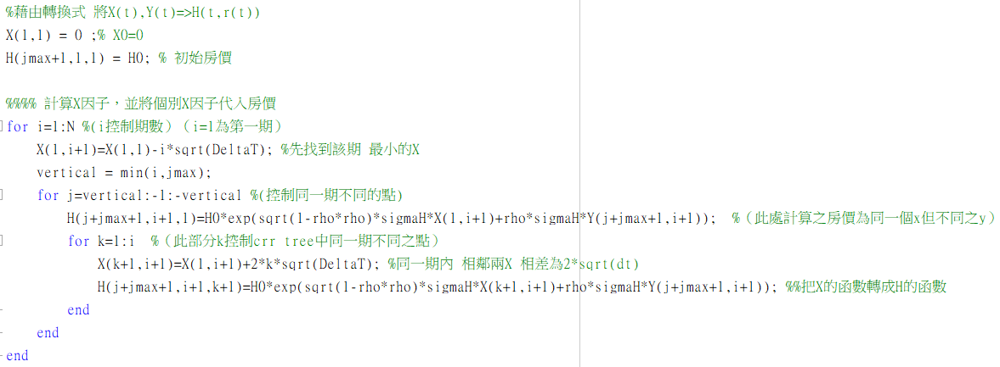 %藉由轉換式 將X(t),Y(t)=>H(t,r(t))
X(1,1) = 0 ;% X0=0
H(jmax+1,1,1) = H0; % 初始房價
%%%% 計算X因子，並將個別X因子代入房價
for i=1:N %(i控制期數)（i=1為第一期）
X(1,i+1)=X(1,1)-i*sqrt(DeltaT); %先找到該期 最小的X
vertical = min(i,jmax);
for j=vertical:-1:-vertical %(控制同一期不同的點)
H(j+jmax+1,i+1,1)=H0*exp(sqrt(1-rho*rho)*sigmaH*X(1,i+1)+rho*sigmaH*Y(j+jmax+1,i+1)); %（此處計算之房價為同一個x但不同之y）
for k=1:i %（此部分k控制crr tree中同一期不同之點）
X(k+1,i+1)=X(1,i+1)+2*k*sqrt(DeltaT); %同一期內 相鄰兩X 相差為2*sqrt(dt)
H(j+jmax+1,i+1,k+1)=H0*exp(sqrt(1-rho*rho)*sigmaH*X(k+1,i+1)+rho*sigmaH*Y(j+jmax+1,i+1)); %%把X的函數轉成H的函數
end
end
end